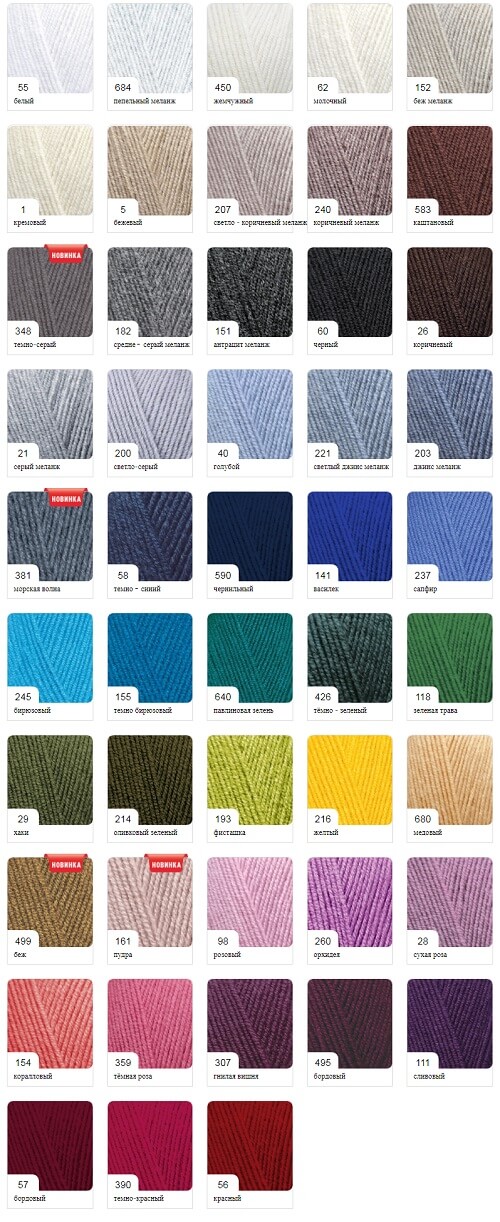 55
белый
684
пепельный меланж
450
жемчужный
62
молочный
152
беж меланж
1
кремовый
5
бежевый
207
светло - коричневый меланж
240
коричневый меланж
583
каштановый
НОВИНКА
348
темно-серый
182
средне - серый меланж
151
антрацит меланж
60
черный
26
коричневый
21
серый меланж
200
светло-серый
40
голубой
221
светлый джинс меланж
203
джинс меланж
НОВИНКА
381
морская волна
58
темно - синий
590
чернильный
141
василек
237
сапфир
245
бирюзовый
155
темно бирюзовый
640
павлиновая зелень
426
тёмно - зеленый
118
зеленая трава
29
хаки
214
оливковый зеленый
193
фисташка
216
желтый
680
медовый
НОВИНКА
499
беж
НОВИНКА
161
пудра
98
розовый
260
орхидея
28
сухая роза
154
коралловый
359
тёмная роза
307
гнилая вишня
495
бордовый
111
сливовый
57
бордовый
390
темно-красный
56
красный